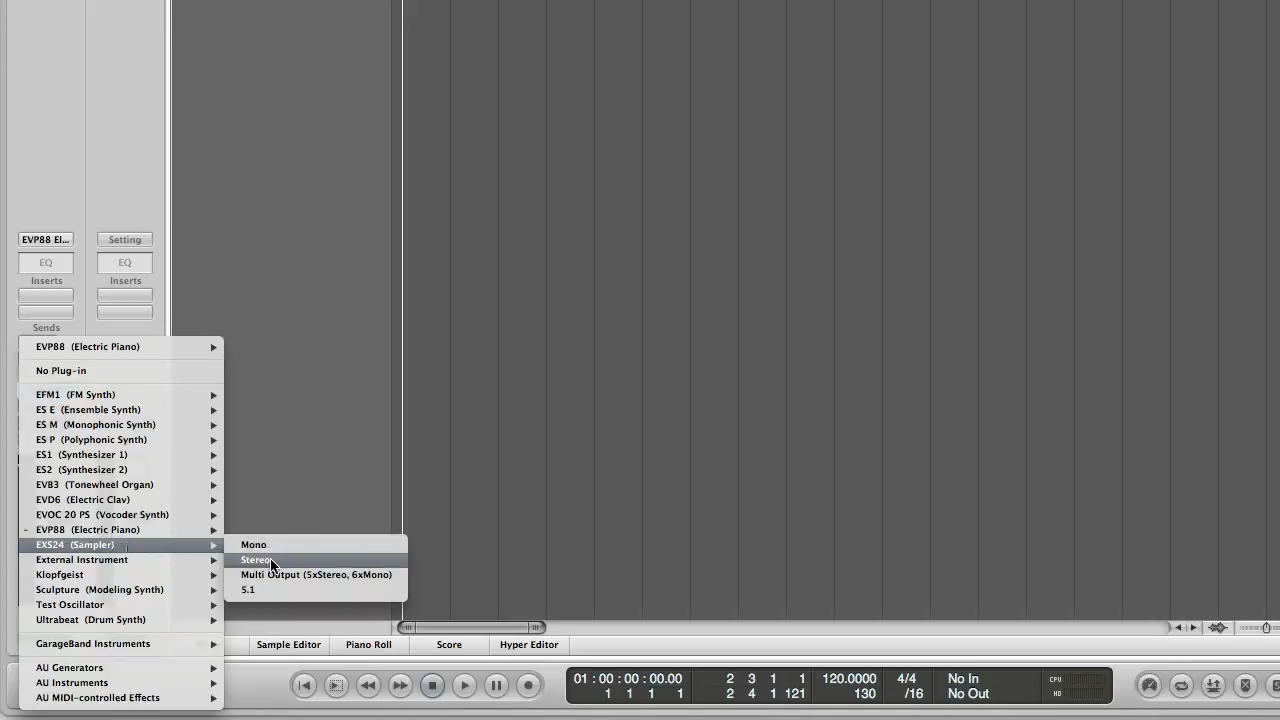 EVP88 El...
Setting
EQ
EQ
Inserts
Inserts
Sends
EVP88 (Electric Piano)
No Plug-in
EFM1 (FM Synth)
ES E (Ensemble Synth)
ES M (Monophonic Synth)
ES P (Polyphonic Synth)
ES1 (Synthesizer 1)
ES2 (Synthesizer 2)
EVB3 (Tonewheel Organ)
EVD6 (Electric Clav)
EVOC 20 PS (Vocoder Synth)
– EVP88 (Electric Piano)
EXS24 (Sampler)
External Instrument
Klopfgeist
Sculpture (Modeling Synth)
Test Oscillator
Ultrabeat (Drum Synth)
GarageBand Instruments
AU Generators
AU Instruments
AU MIDI-controlled Effects
Mono
Stereo
Multi Output (5xStereo, 6xMono)
5.1
Sample Editor
Piano Roll
Score
Hyper Editor
01 : 00 : 00 : 00.00
1 1 1 1
2 3 1 1
2 4 1 121
120.0000
130
4/4
/16
No In
No Out
CPU
HD